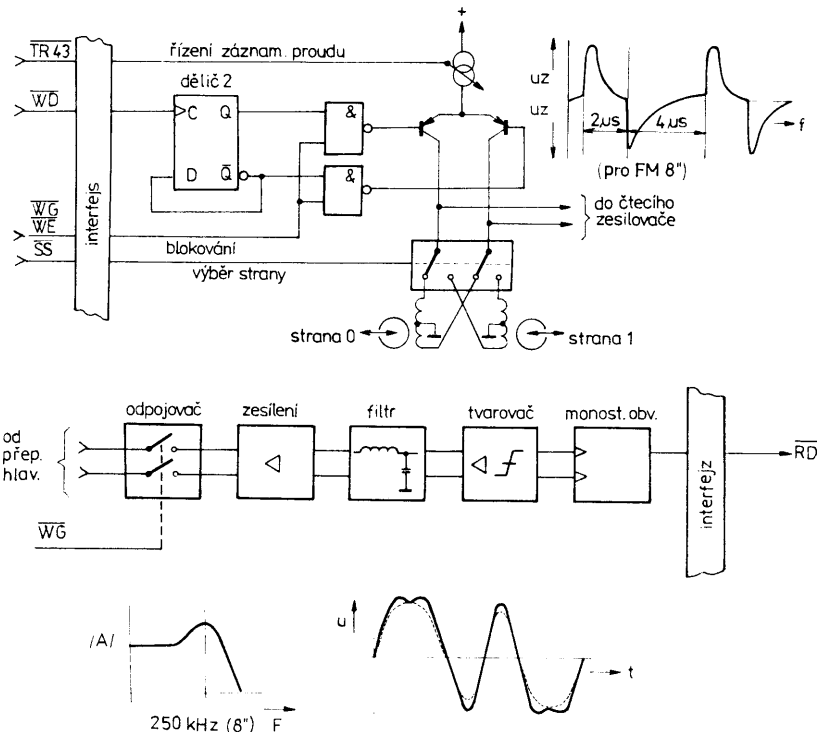 +
TR43
řízení záznam. proudu
dělič 2
WD
C Q
D Q
&
&
uz
uz
2µs
4µs
f
(pro FM 8")
WG
WE
SS
interfejs
blokování
výběr strany
do čtecího
zesilovače
strana 0
strana 1
odpojovač
zesílení
filtr
tvarovač
monost. obv.
od
přep.
hlav.
WG
RD
interfejz
/A/
250 kHz (8") F
u
t